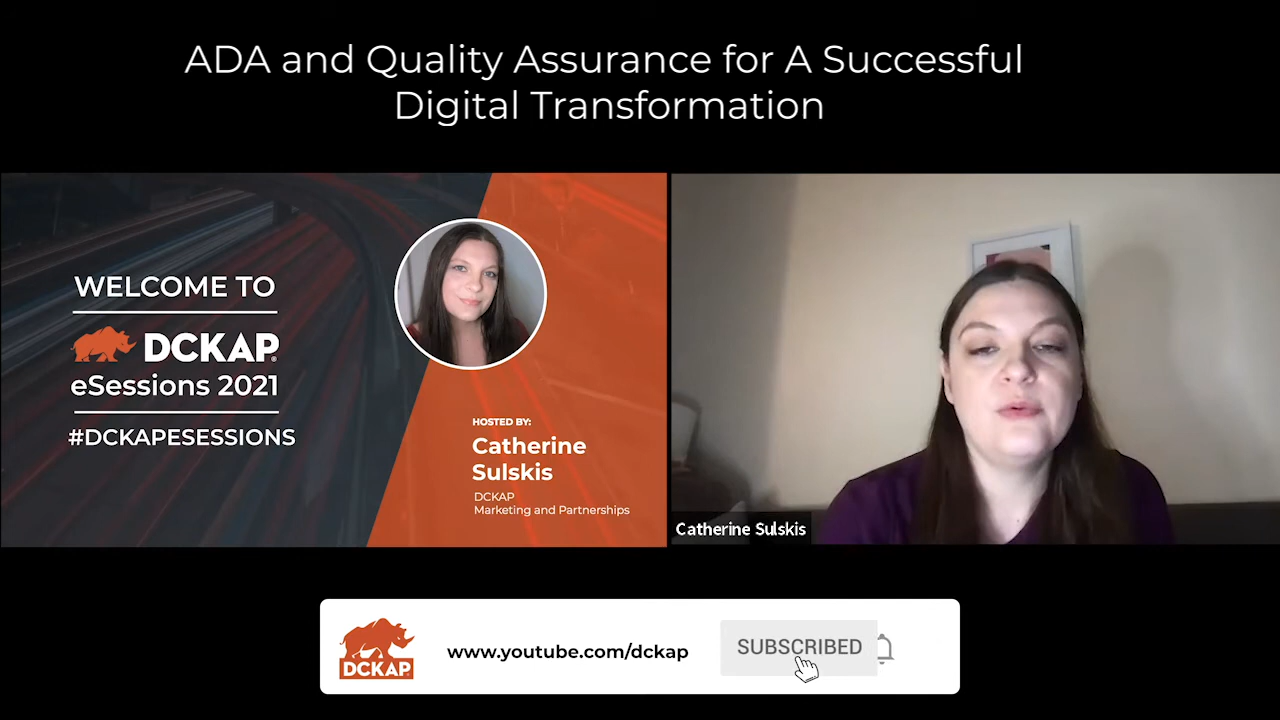 ADA and Quality Assurance for A Successful
Digital Transformation
WELCOME TO
DCKAP
eSessions 2021
#DCKAPESESSIONS
HOSTED BY:
Catherine
Sulskis
DCKAP
Marketing and Partnerships
Catherine Sulskis
DCKAP
www.youtube.com/dckap
SUBSCRIBED